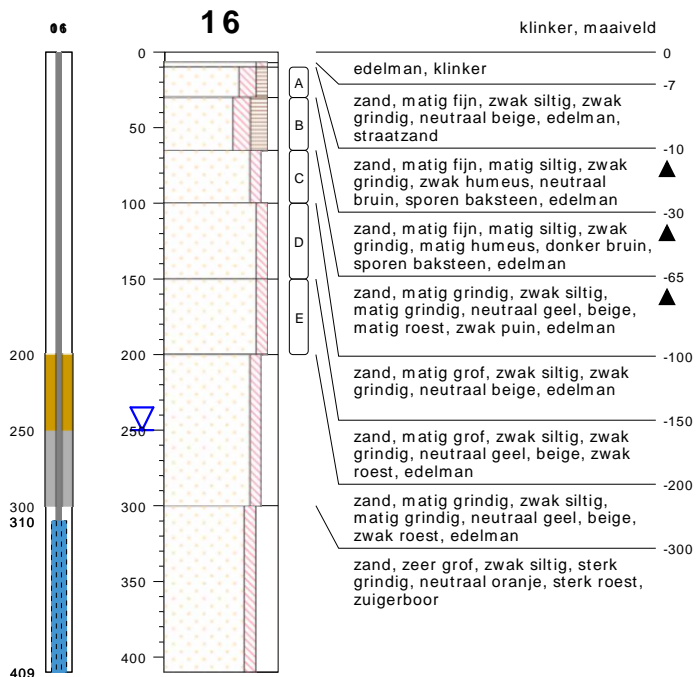 06
16
klinker, maaiveld
0
0
edelman, klinker
-7
A
zand, matig fijn, zwak siltig, zwak
grindig, neutraal beige, edelman,
straatzand
-10
50
B
zand, matig fijn, matig siltig, zwak
grindig, zwak humeus, neutraal
bruin, sporen baksteen, edelman
-30
C
100
zand, matig fijn, matig siltig, zwak
grindig, matig humeus, donker bruin,
sporen baksteen, edelman
-65
D
150
zand, matig grindig, zwak siltig,
matig grindig, neutraal geel, beige,
matig roest, zwak puin, edelman
-100
E
200
200
zand, matig grof, zwak siltig, zwak
grindig, neutraal beige, edelman
-150
250
250
zand, matig grof, zwak siltig, zwak
grindig, neutraal geel, beige, zwak
roest, edelman
-200
300
300
zand, matig grindig, zwak siltig,
matig grindig, neutraal geel, beige,
zwak roest, edelman
-300
310
zand, zeer grof, zwak siltig, sterk
grindig, neutraal oranje, sterk roest,
zuigerboor
350
400
409